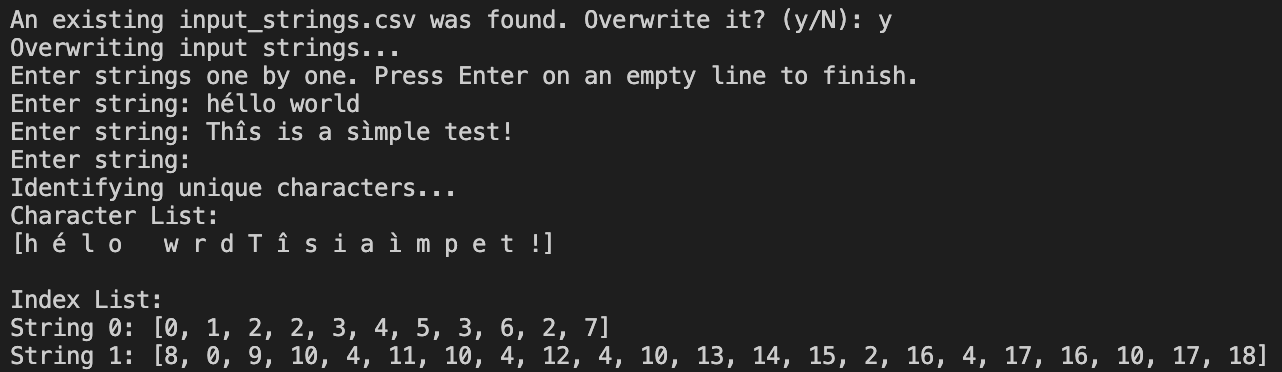 An existing input_strings.csv was found. Overwrite it? (y/N): y
Overwriting input strings...
Enter strings one by one. Press Enter on an empty line to finish.
Enter string: héllo world
Enter string: Thîs is a sìmple test!
Enter string:
Identifying unique characters...
Character List:
[h é l o   w r d T î s i a ì m p e t !]

Index List:
String 0: [0, 1, 2, 2, 3, 4, 5, 3, 6, 2, 7]
String 1: [8, 0, 9, 10, 4, 11, 10, 4, 12, 4, 10, 13, 14, 15, 2, 16, 4, 17, 16, 10, 17, 18]